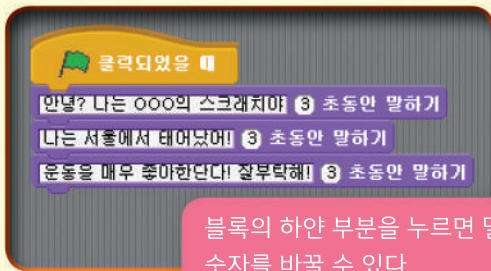 클릭되었을 때
안녕? 나는 OOO의 스크래치야! 3 초동안 말하기
나는 서울에서 태어났어! 3 초동안 말하기
운동을 매우 좋아한단다! 잘부탁해! 3 초동안 말하기
블록의 하얀 부분을 누르면
숫자를 바꿀 수 있다